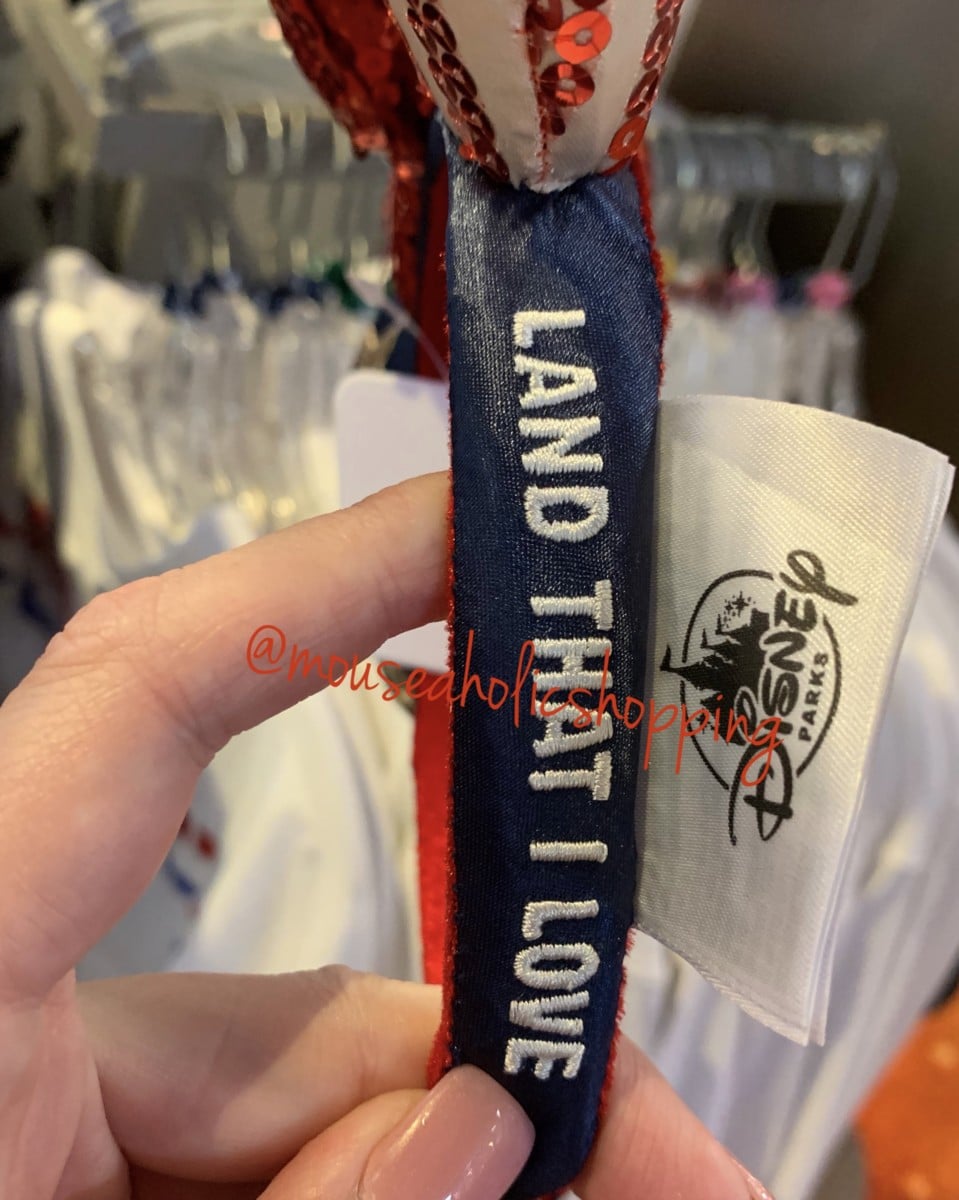 LAND THAT I LOVE
@mouseaholicshopping
Disney
PARKS